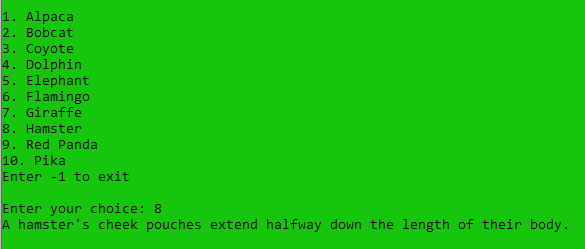 1. Alpaca
2. Bobcat
3. Coyote
4. Dolphin
5. Elephant
6. Flamingo
7. Giraffe
8. Hamster
9. Red Panda
10. Pika
Enter -1 to exit
Enter your choice: 8
A hamster's cheek pouches extend halfway down the length of their body.